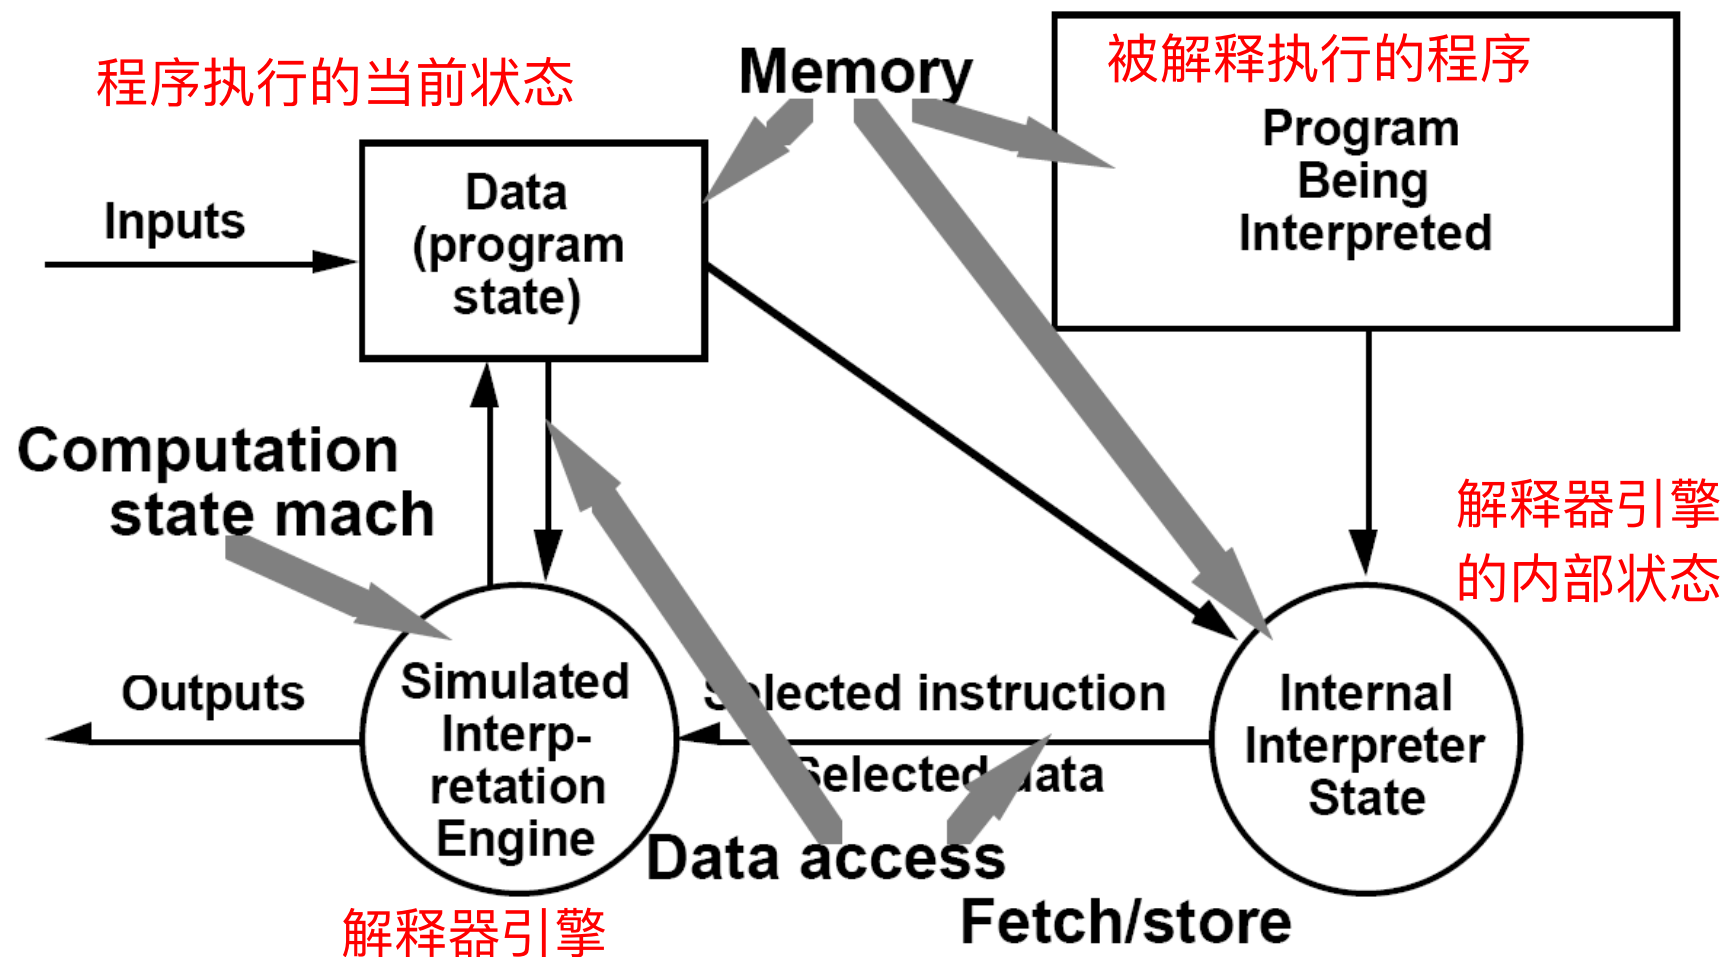 程序执行的当前状态
Memory
被解释执行的程序
Program
Being
Interpreted
Data
(program
state)
Inputs
Computation
state mach
解释器引擎
的内部状态
Outputs
Simulated
Interp-
retation
Engine
Selected instruction
Selected data
Internal
Interpreter
State
Data access
Fetch/store
解释器引擎